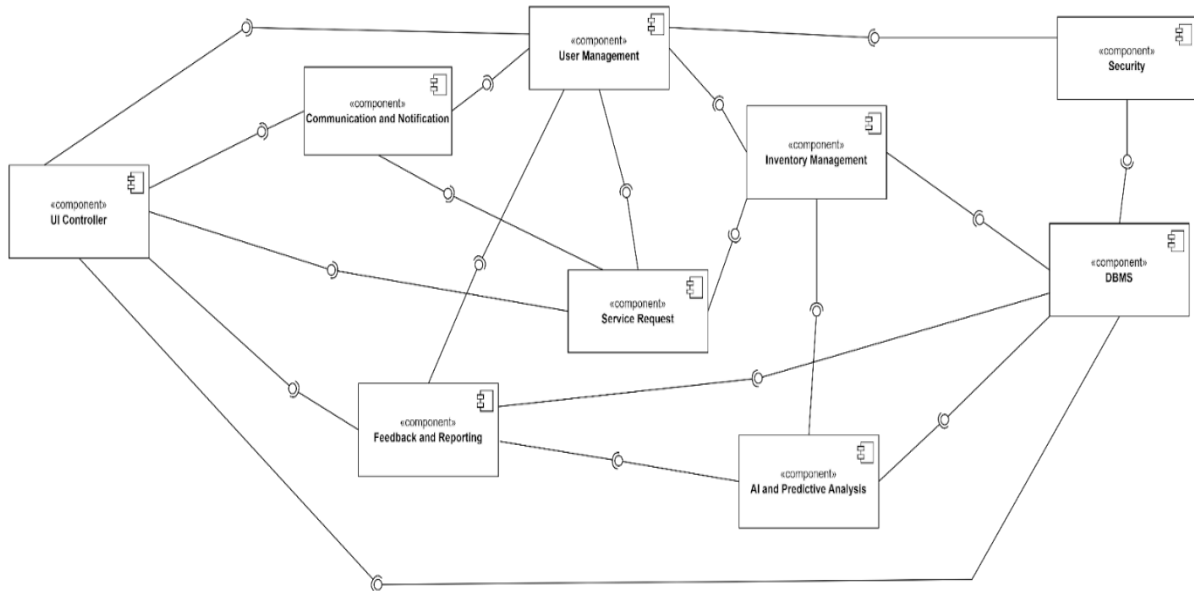 «component»
User Management
«component»
Security
«component»
Communication and Notification
«component»
Inventory Management
«component»
UI Controller
«component»
DBMS
«component»
Service Request
«component»
Feedback and Reporting
«component»
AI and Predictive Analysis